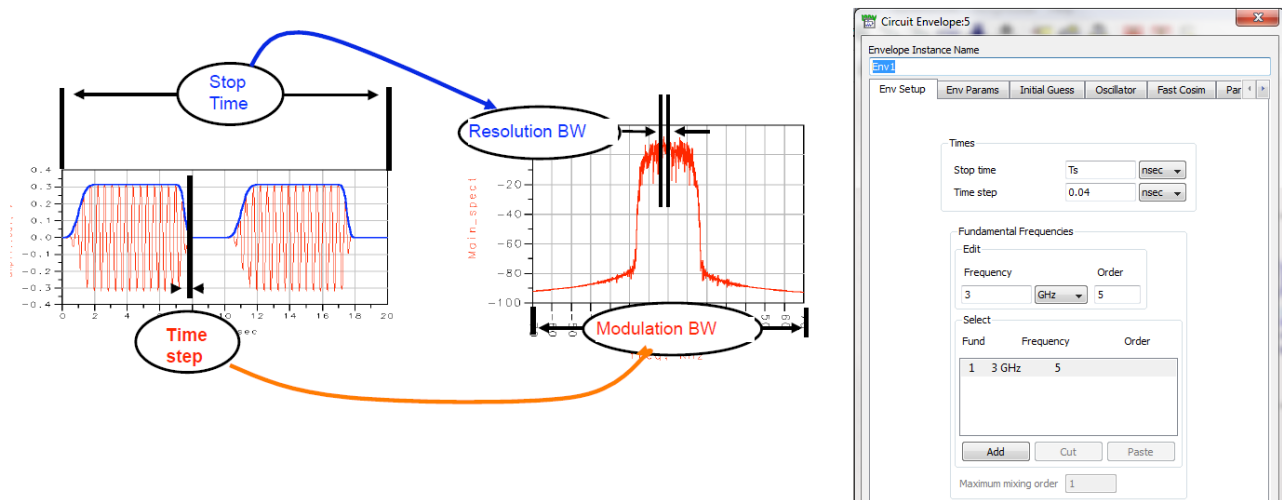 Stop
Time
Resolution BW
0.4
0.3
0.2
0.1
0.0
-0.1
-0.2
-0.3
-0.4
0 2 4 6 8 10 12 14 16 18 20
Time
step
Main_spect
-20
-40
-60
-80
-100
Modulation BW
Circuit Envelope:5
Envelope Instance Name
Env1
Env Setup Env Params Initial Guess Oscillator Fast Cosim Par
Times
Stop time Ts nsec
Time step 0.04 nsec
Fundamental Frequencies
Edit
Frequency Order
3 GHz 5
Select
Fund Frequency Order
1 3 GHz 5
Add Cut Paste
Maximum mixing order 1